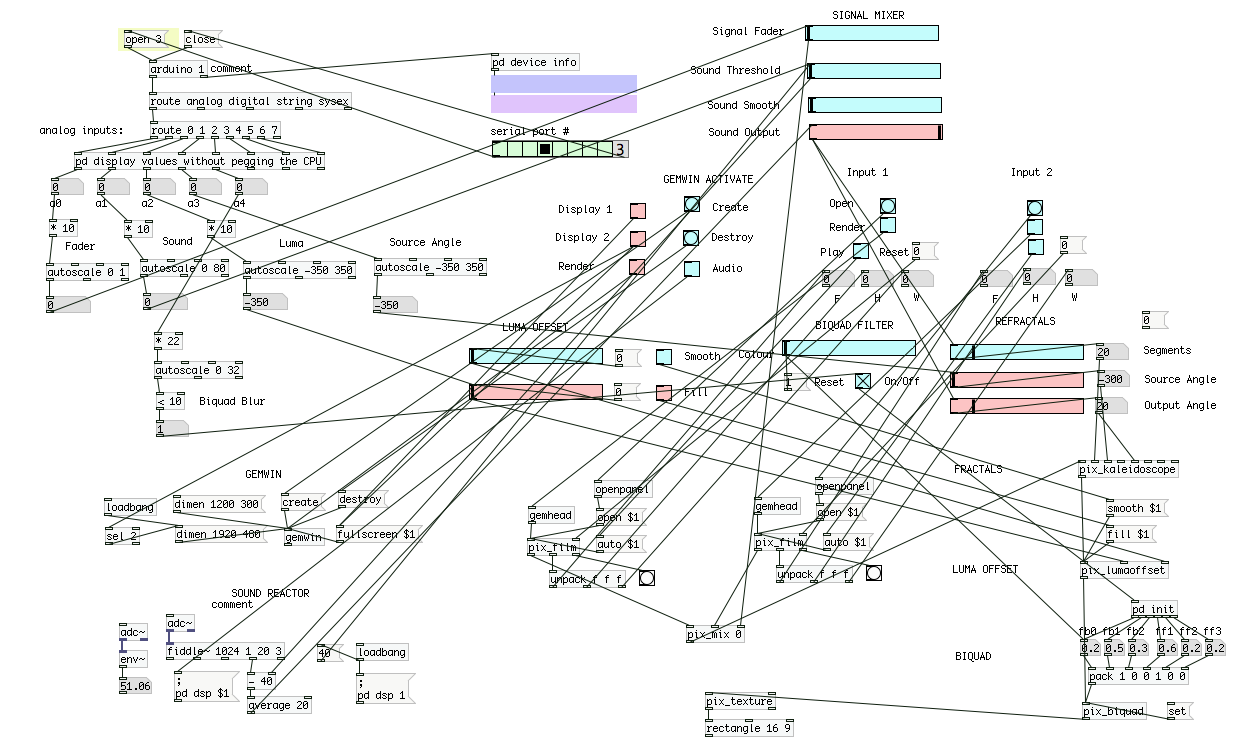 SIGNAL MIXER
Signal Fader
Sound Threshold
Sound Smooth
Sound Output
open 3
close
arduino 1
comment
pd device info
route analog digital string sysex
serial port #
3
analog inputs:
route 0 1 2 3 4 5 6 7
pd display values without pegging the CPU
0
0
0
0
0
a0
a1
a2
a3
a4
* 10
* 10
* 10
Fader
Sound
Luma
Source Angle
autoscale 0 1
autoscale 0 80
autoscale -350 350
autoscale -350 350
0
0
-350
-350
* 22
autoscale 0 32
< 10
Biquad Blur
1
GEMWIN ACTIVATE
Display 1
Display 2
Render
Create
Destroy
Audio
Input 1
Open
Render
Play
Reset
0
0
0
0
F
H
W
Input 2
0
0
0
0
F
H
W
LUMA OFFSET
0
Smooth
0
Fill
BIQUAD FILTER
Colour
1
Reset
On/Off
REFRACTALS
0
20
Segments
-300
Source Angle
20
Output Angle
GEMWIN
loadbang
sel 2
dimen 1200 300
dimen 1920 480
create
destroy
gemwin
fullscreen $1
openpanel
gemhead
open $1
pix_film
auto $1
unpack f f f
openpanel
gemhead
open $1
pix_film
auto $1
unpack f f f
FRACTALS
pix_kaleidoscope
smooth $1
fill $1
LUMA OFFSET
pix_lumaoffset
SOUND REACTOR
comment
adc~
env~
51.06
adc~
fiddle~ 1024 1 20 3
;
pd dsp $1
- 40
average 20
40
loadbang
;
pd dsp 1
pix_mix 0
BIQUAD
pd init
fb0
fb1
fb2
ff1
ff2
ff3
0.2
0.5
0.3
0.6
0.2
0.2
pack 1 0 0 1 0 0
pix_biquad
set
pix_texture
rectangle 16 9